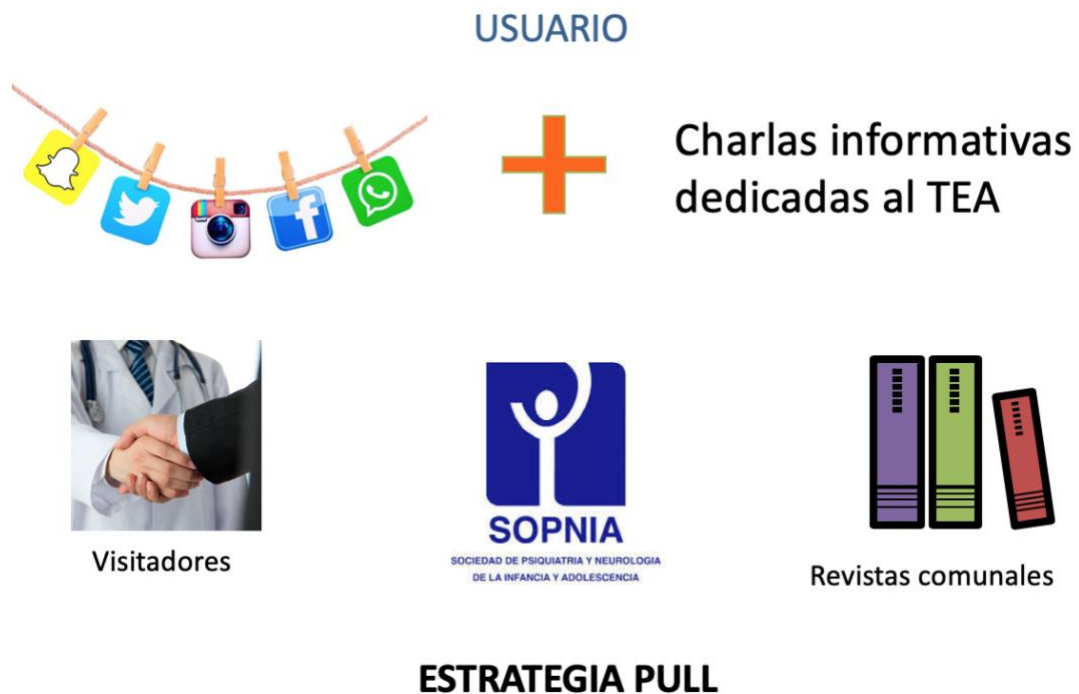 USUARIO
Charlas informativas
dedicadas al TEA
Visitadores
SOPNIA
SOCIEDAD DE PSIQUIATRIA Y NEUROLOGIA
DE LA INFANCIA Y ADOLESCENCIA
Revistas comunales
ESTRATEGIA PULL